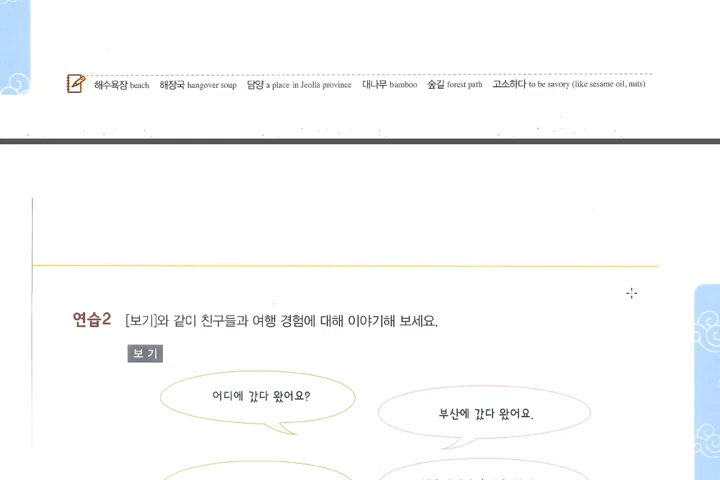 해수욕장 beach 해장국 hangover soup 담양 a place in Jeolla province 대나무 bamboo 숲길 forest path 고소하다 to be savory (like sesame oil, nuts)
연습2 [보기]와 같이 친구들과 여행 경험에 대해 이야기해 보세요.
보기
어디에 갔다 왔어요?
부산에 갔다 왔어요.